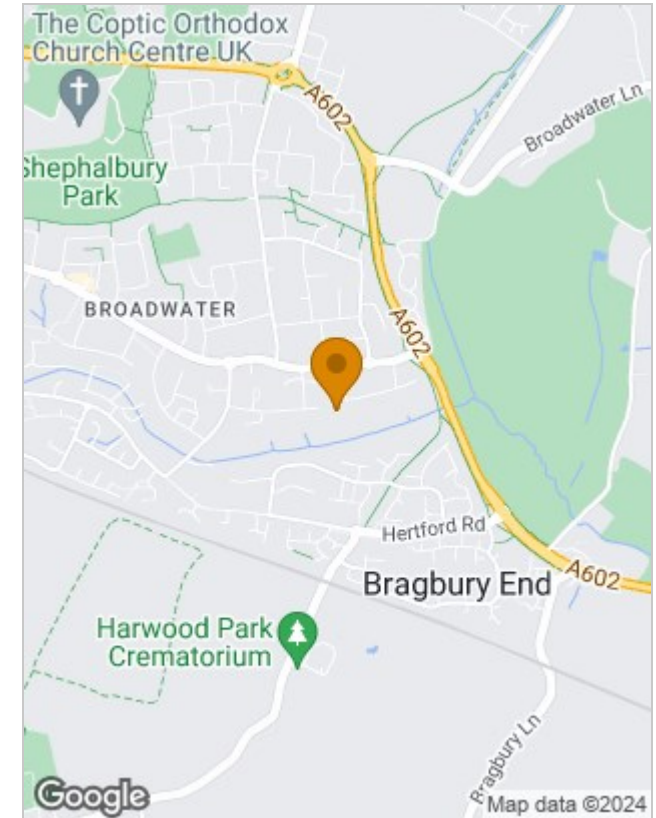 The Coptic Orthodox
Church Centre UK
A602
Broadwater Ln
Shephalbury
Park
BROADWATER
A602
Hertford Rd
Bragbury End
A602
Harwood Park
Crematorium
Bragbury Ln
Google
Map data ©2024